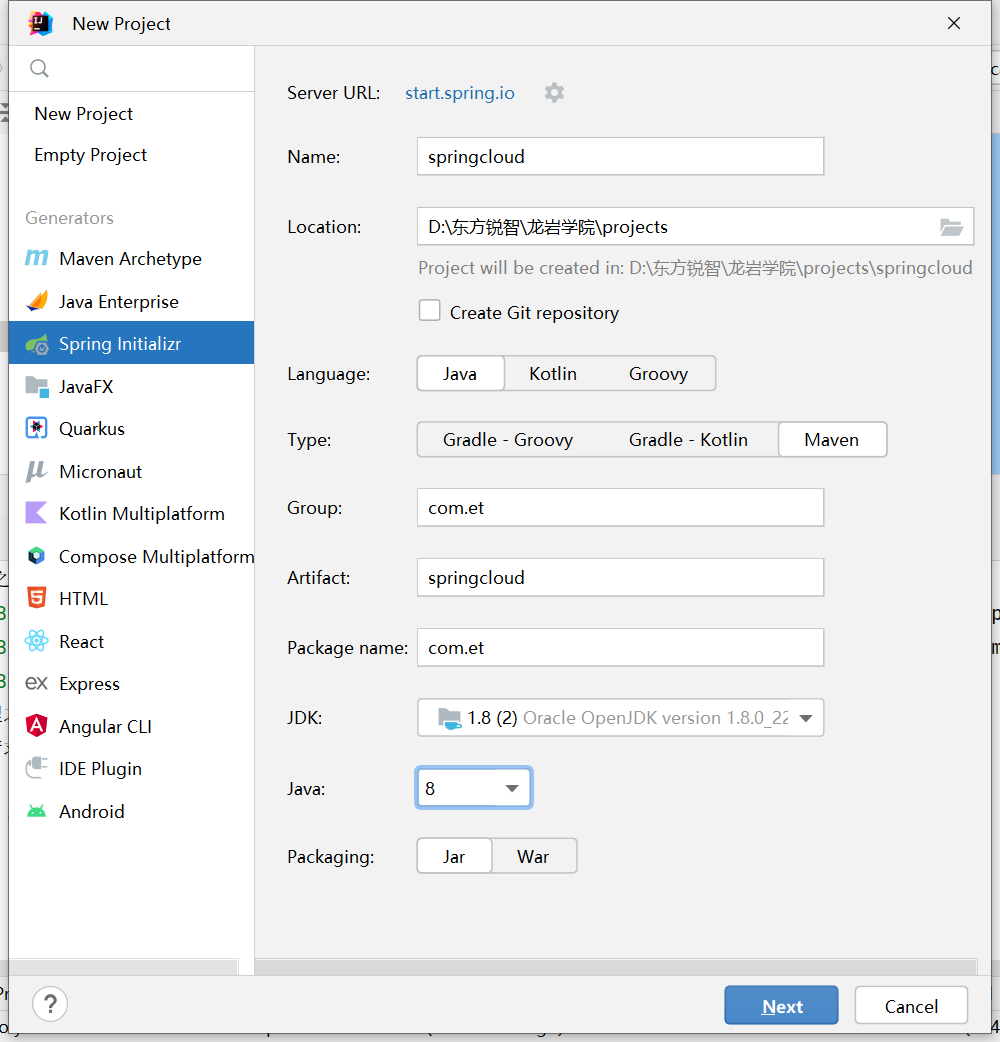 New Project
New Project
Empty Project
Generators
Maven Archetype
Java Enterprise
Spring Initializr
JavaFX
Quarkus
Micronaut
Kotlin Multiplatform
Compose Multiplatform
HTML
React
Express
Angular CLI
IDE Plugin
Android
Server URL: start.spring.io
Name: springcloud
Location: D:\东方锐智\龙岩学院\projects
Project will be created in: D:\东方锐智\龙岩学院\projects\springcloud
Create Git repository
Language: Java Kotlin Groovy
Type: Gradle - Groovy Gradle - Kotlin Maven
Group: com.et
Artifact: springcloud
Package name: com.et
JDK: 1.8 (2) Oracle OpenJDK version 1.8.0_22
Java: 8
Packaging: Jar War
? Next Cancel